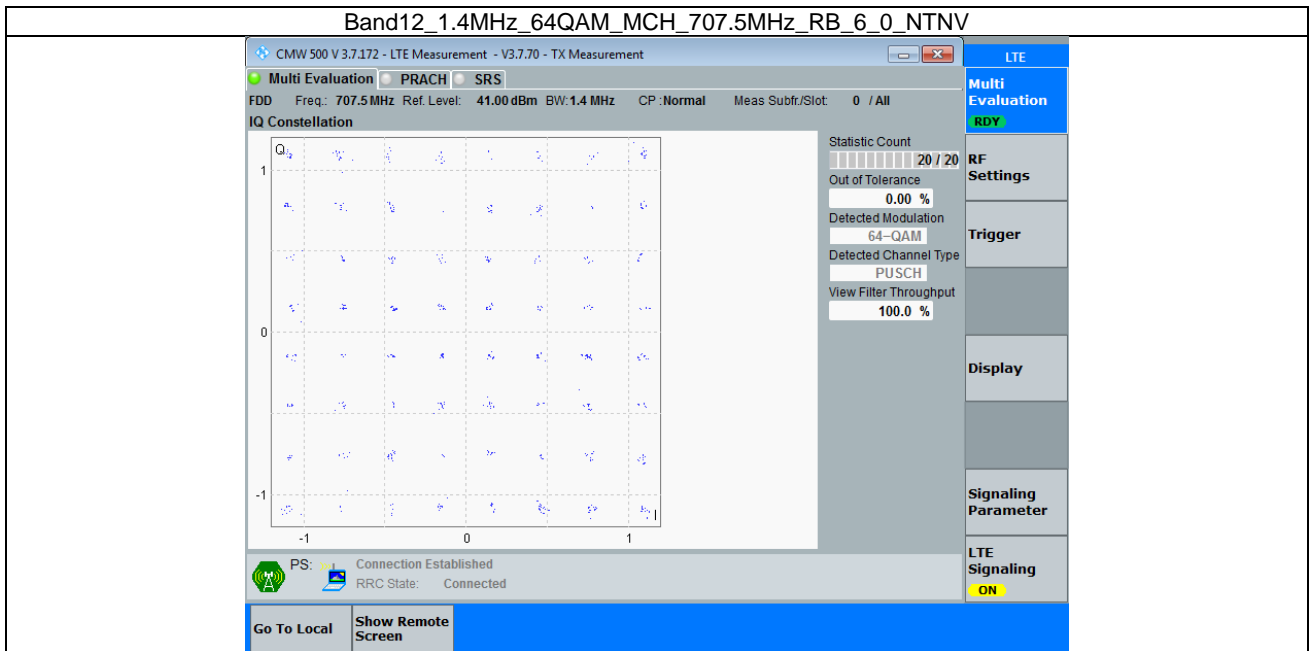 Band12_1.4MHz_64QAM_MCH_707.5MHz_RB_6_0_NTNV
CMW 500 V 3.7.172 - LTE Measurement - V3.7.70 - TX Measurement
LTE
Multi Evaluation PRACH SRS
Multi
Evaluation
RDY
FDD Freq.: 707.5 MHz Ref. Level: 41.00 dBm BW: 1.4 MHz CP : Normal Meas Subfr./Slot: 0 / All
IQ Constellation
Q
1
0
-1
-1 0 1
I
Statistic Count
20 / 20
Out of Tolerance
0.00 %
Detected Modulation
64-QAM
Detected Channel Type
PUSCH
View Filter Throughput
100.0 %
RF
Settings
Trigger
Display
Signaling
Parameter
LTE
Signaling
ON
PS: Connection Established
RRC State: Connected
Go To Local
Show Remote
Screen